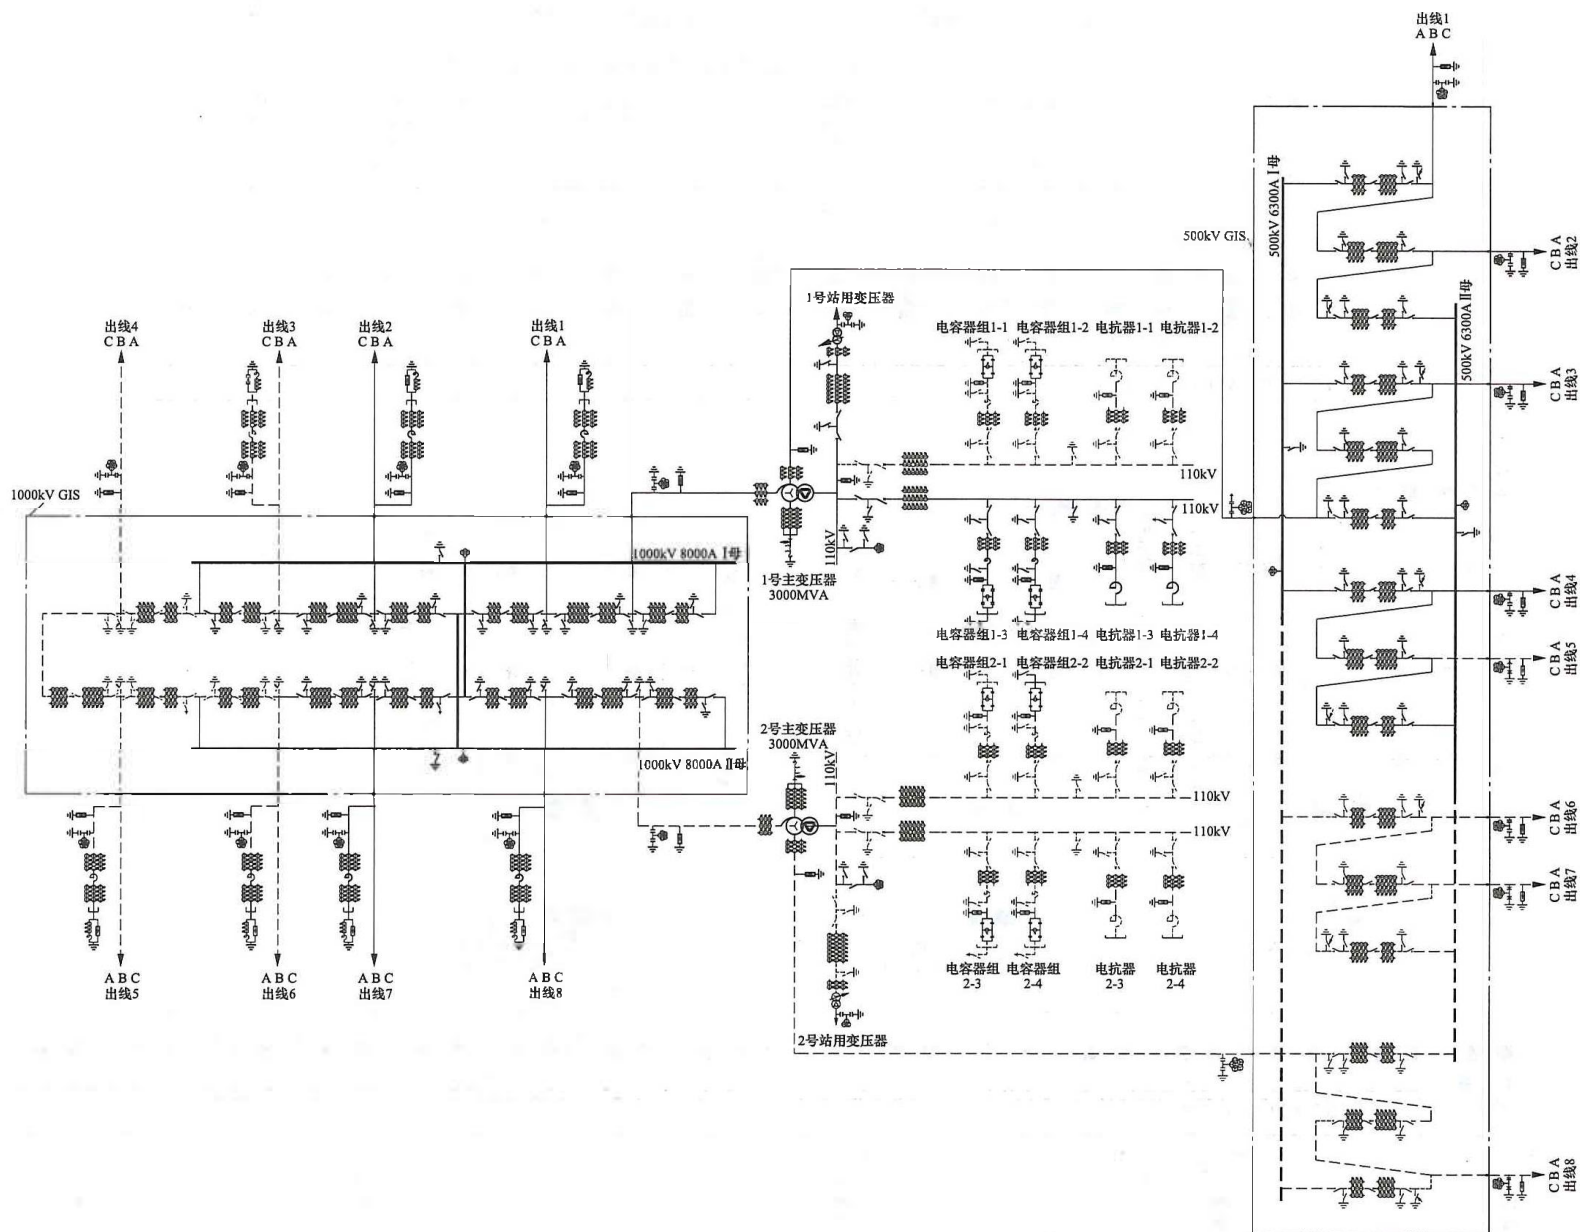 出线1
A B C
500kV 6300A Ⅰ母
500kV GIS
C B A
出线2
1号站用变压器
出线4
C B A
出线3
C B A
出线2
C B A
出线1
C B A
电容器组1-1
电容器组1-2
电抗器1-1
电抗器1-2
500kV 6300A Ⅱ母
C B A
出线3
110kV
1000kV GIS
110kV
110kV
1000kV 8000A Ⅰ母
1号主变压器
3000MVA
C B A
出线4
电容器组1-3
电容器组1-4
电抗器1-3
电抗器1-4
电容器组2-1
电容器组2-2
电抗器2-1
电抗器2-2
C B A
出线5
2号主变压器
3000MVA
110kV
1000kV 8000A Ⅱ母
110kV
110kV
C B A
出线6
C B A
出线7
A B C
出线5
A B C
出线6
A B C
出线7
A B C
出线8
电容器组
2-3
电容器组
2-4
电抗器
2-3
电抗器
2-4
2号站用变压器
C B A
出线8